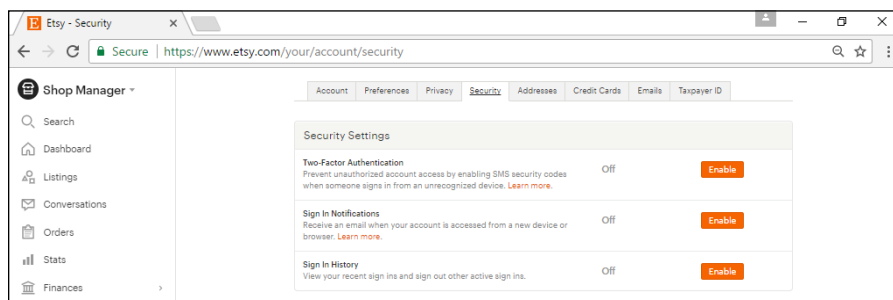 Etsy - Security
Secure | https://www.etsy.com/your/account/security
Shop Manager
Search
Dashboard
Listings
Conversations
Orders
Stats
Finances
Account Preferences Privacy Security Addresses Credit Cards Emails Taxpayer ID
Security Settings
Two-Factor Authentication
Prevent unauthorized account access by enabling SMS security codes
when someone signs in from an unrecognized device. Learn more.
Off
Enable
Sign In Notifications
Receive an email when your account is accessed from a new device or
browser. Learn more.
Off
Enable
Sign In History
View your recent sign ins and sign out other active sign ins.
Off
Enable